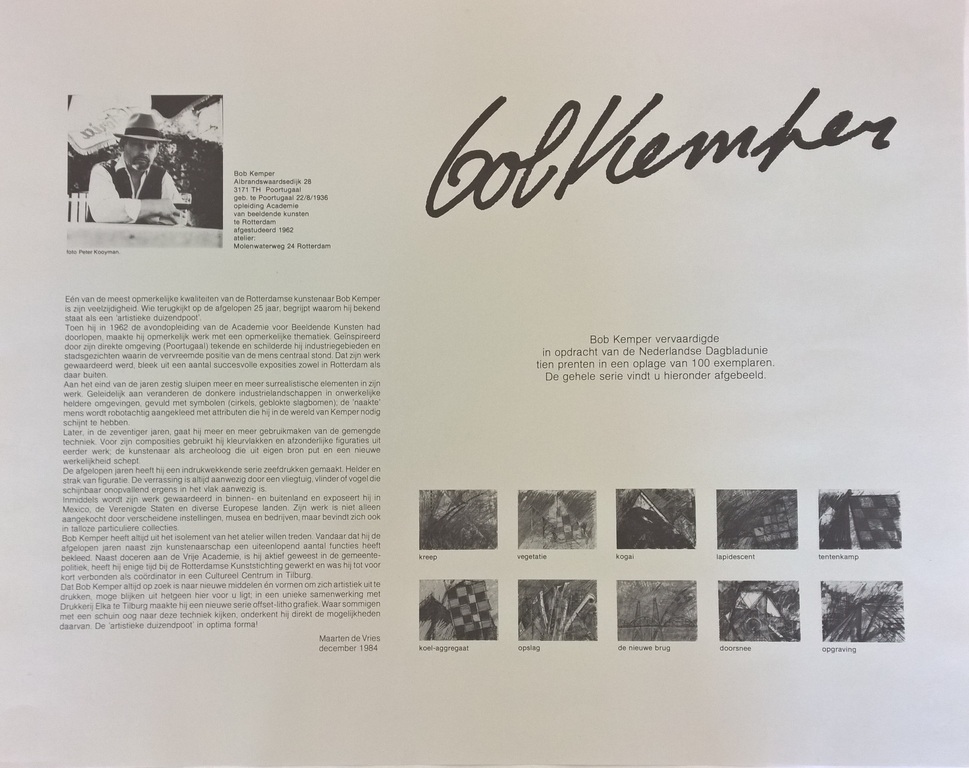 bob Kemper
Bob Kemper
Albrandswaardsedijk 28
3171 TH Poortugaal
geb. te Poortugaal 22/8/1936
opleiding Academie
van beeldende kunsten
te Rotterdam
afgestudeerd 1962
atelier:
Molenwaterweg 24 Rotterdam
foto Peter Kooyman.
Eén van de meest opmerkelijke kwaliteiten van de Rotterdamse kunstenaar Bob Kemper
is zijn veelzijdigheid. Wie terugkijkt op de afgelopen 25 jaar, begrijpt waarom hij bekend
staat als een 'artistieke duizendpoot'.
Toen hij in 1962 de avondopleiding van de Academie voor Beeldende Kunsten had
doorlopen, maakte hij opmerkelijk werk met een opmerkelijke thematiek. Geïnspireerd
door zijn direkte omgeving (Poortugaal) tekende en schilderde hij industriegebieden en
stadsgezichten waarin de vervreemde positie van de mens centraal stond. Dat zijn werk
gewaardeerd werd, bleek uit een aantal succesvolle exposities zowel in Rotterdam als
daar buiten.
Aan het eind van de jaren zestig sluipen meer en meer surrealistische elementen in zijn
werk. Geleidelijk aan veranderen de donkere industrielandschappen in onwerkelijke
heldere omgevingen, gevuld met symbolen (cirkels, geblokte slagbomen); de 'naakte'
mens wordt robotachtig aangekleed met attributen die hij in de wereld van Kemper nodig
schijnt te hebben.
Later, in de zeventiger jaren, gaat hij meer en meer gebruikmaken van de gemengde
techniek. Voor zijn composities gebruikt hij kleurvlakken en afzonderlijke figuraties uit
eerder werk; de kunstenaar als archeoloog die uit eigen bron put en een nieuwe
werkelijkheid schept.
De afgelopen jaren heeft hij een indrukwekkende serie zeefdrukken gemaakt. Helder en
strak van figuratie. De verrassing is altijd aanwezig door een vliegtuig, vlinder of vogel die
schijnbaar onopvallend ergens in het vlak aanwezig is.
Inmiddels wordt zijn werk gewaardeerd in binnen- en buitenland en exposeert hij in
Mexico, de Verenigde Staten en diverse Europese landen. Zijn werk is niet alleen
aangekocht door verscheidene instellingen, musea en bedrijven, maar bevindt zich ook
in talloze particuliere collecties.
Bob Kemper heeft altijd uit het isolement van het atelier willen treden. Vandaar dat hij de
afgelopen jaren naast zijn kunstenaarschap een uiteenlopend aantal functies heeft
bekleed. Naast doceren aan de Vrije Academie, is hij aktief geweest in de gemeente-
politiek, heeft hij enige tijd bij de Rotterdamse Kunststichting gewerkt en was hij tot voor
kort verbonden als coördinator in een Cultureel Centrum in Tilburg.
Dat Bob Kemper altijd op zoek is naar nieuwe middelen én vormen om zich artistiek uit te
drukken, moge blijken uit hetgeen hier voor u ligt; in een unieke samenwerking met
Drukkerij Elka te Tilburg maakte hij een nieuwe serie offset-litho grafiek. Waar sommigen
met een schuin oog naar deze techniek kijken, onderkent hij direkt de mogelijkheden
daarvan. De 'artistieke duizendpoot' in optima forma!
Maarten de Vries
december 1984
Bob Kemper vervaardigde
in opdracht van de Nederlandse Dagbladunie
tien prenten in een oplage van 100 exemplaren.
De gehele serie vindt u hieronder afgebeeld.
kreep vegetatie kogai lapidescent tentenkamp
koel-aggregaat opslag de nieuwe brug doorsnee opgraving